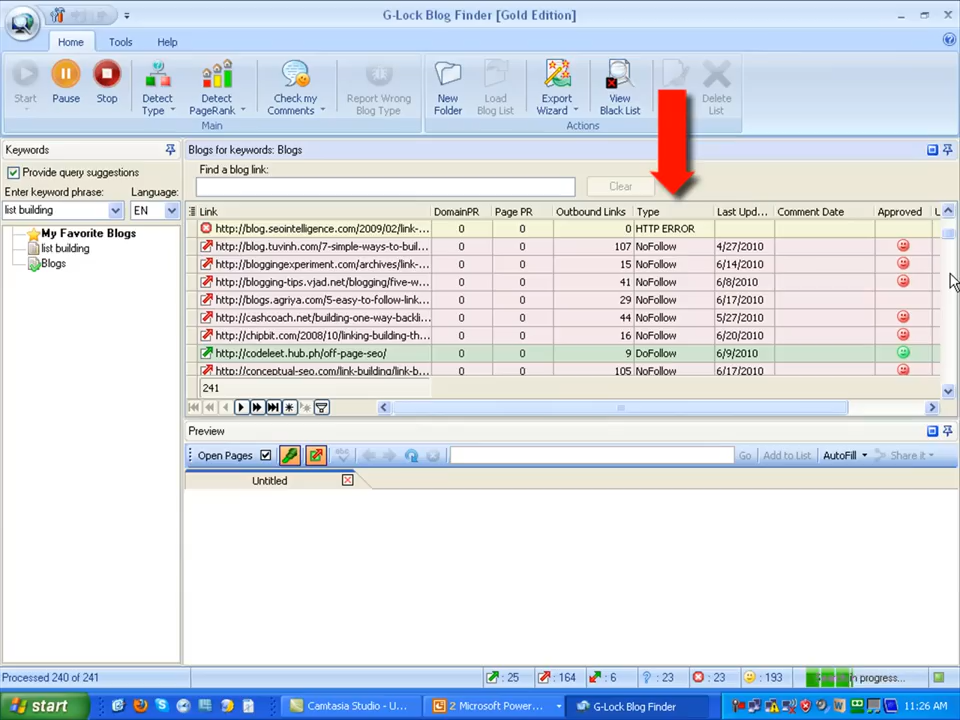 G-Lock Blog Finder [Gold Edition]
Home Tools Help
Start Pause Stop Detect Type Detect PageRank Check my Comments Report Wrong Blog Type New Folder Load Blog List Export Wizard View Black List Delete List
Main Actions
Keywords Blogs for keywords: Blogs
Provide query suggestions Find a blog link:
Enter keyword phrase: Language: Clear
list building EN
Link DomainPR Page PR Outbound Links Type Last Upd... Comment Date Approved
My Favorite Blogs
list building
Blogs
http://blog.seointelligence.com/2009/02/link-... 0 0 0 HTTP ERROR
http://blog.tuvinh.com/7-simple-ways-to-buil... 0 0 107 NoFollow 4/27/2010
http://bloggingexperiment.com/archives/link-... 0 0 15 NoFollow 6/14/2010
http://blogging-tips.vjad.net/blogging/five-w... 0 0 41 NoFollow 6/8/2010
http://blogs.agriya.com/5-easy-to-follow-link... 0 0 29 NoFollow 6/17/2010
http://cashcoach.net/building-one-way-backli... 0 0 44 NoFollow 5/27/2010
http://chipbit.com/2008/10/linking-building-th... 0 0 16 NoFollow 6/20/2010
http://codeleet.hub.ph/off-page-seo/ 0 0 9 DoFollow 6/9/2010
http://conceptual-seo.com/link-building/link-b... 0 0 105 NoFollow 6/17/2010
241
Preview
Open Pages Go Add to List AutoFill Share it
Untitled
Processed 240 of 241 : 25 : 164 : 6 : 23 : 23 : 193 in progress...
start Camtasia Studio - U... 2 Microsoft Power... G-Lock Blog Finder 11:26 AM